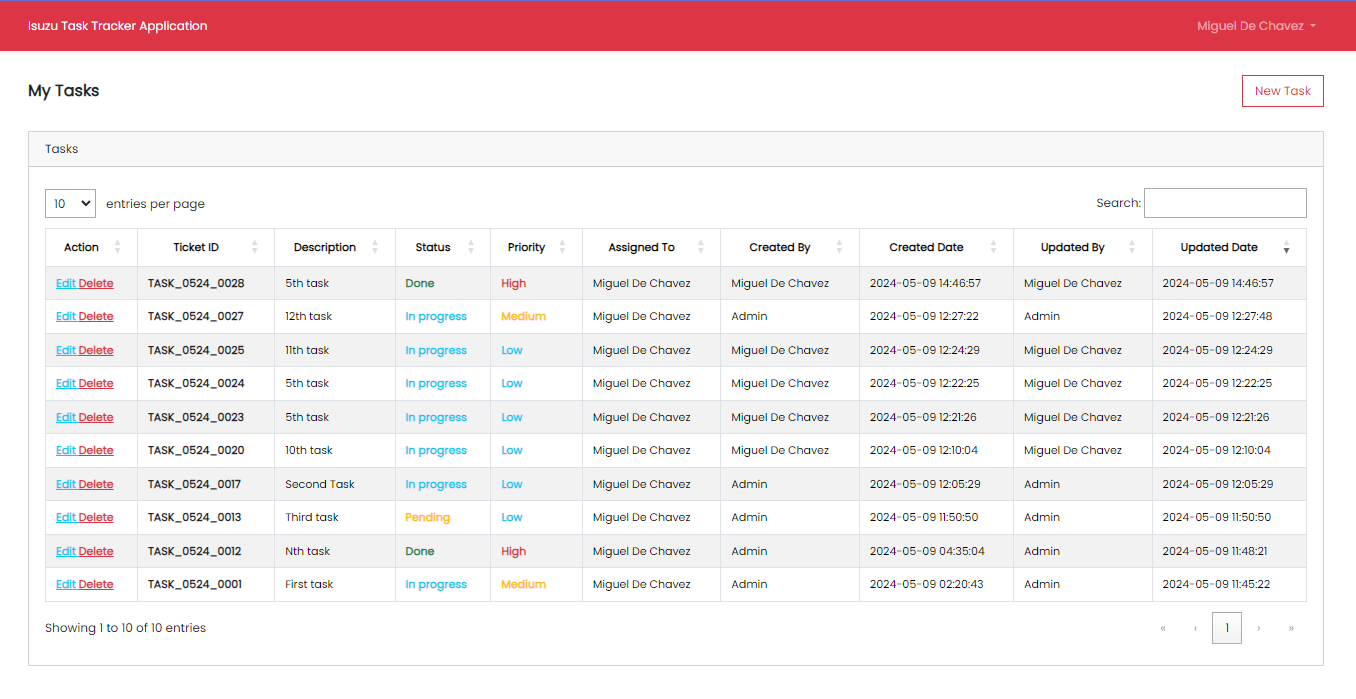 Isuzu Task Tracker Application Miguel De Chavez
My Tasks New Task
Tasks
10 entries per page Search:
Action Ticket ID Description Status Priority Assigned To Created By Created Date Updated By Updated Date
Edit Delete TASK_0524_0028 5th task Done High Miguel De Chavez Miguel De Chavez 2024-05-09 14:46:57 Miguel De Chavez 2024-05-09 14:46:57
Edit Delete TASK_0524_0027 12th task In progress Medium Miguel De Chavez Admin 2024-05-09 12:27:22 Admin 2024-05-09 12:27:48
Edit Delete TASK_0524_0025 11th task In progress Low Miguel De Chavez Miguel De Chavez 2024-05-09 12:24:29 Miguel De Chavez 2024-05-09 12:24:29
Edit Delete TASK_0524_0024 5th task In progress Low Miguel De Chavez Miguel De Chavez 2024-05-09 12:22:25 Miguel De Chavez 2024-05-09 12:22:25
Edit Delete TASK_0524_0023 5th task In progress Low Miguel De Chavez Miguel De Chavez 2024-05-09 12:21:26 Miguel De Chavez 2024-05-09 12:21:26
Edit Delete TASK_0524_0020 10th task In progress Low Miguel De Chavez Miguel De Chavez 2024-05-09 12:10:04 Miguel De Chavez 2024-05-09 12:10:04
Edit Delete TASK_0524_0017 Second Task In progress Low Miguel De Chavez Admin 2024-05-09 12:05:29 Admin 2024-05-09 12:05:29
Edit Delete TASK_0524_0013 Third task Pending Low Miguel De Chavez Admin 2024-05-09 11:50:50 Admin 2024-05-09 11:50:50
Edit Delete TASK_0524_0012 Nth task Done High Miguel De Chavez Admin 2024-05-09 04:35:04 Admin 2024-05-09 11:48:21
Edit Delete TASK_0524_0001 First task In progress Medium Miguel De Chavez Admin 2024-05-09 02:20:43 Admin 2024-05-09 11:45:22
Showing 1 to 10 of 10 entries « ‹ 1 › »